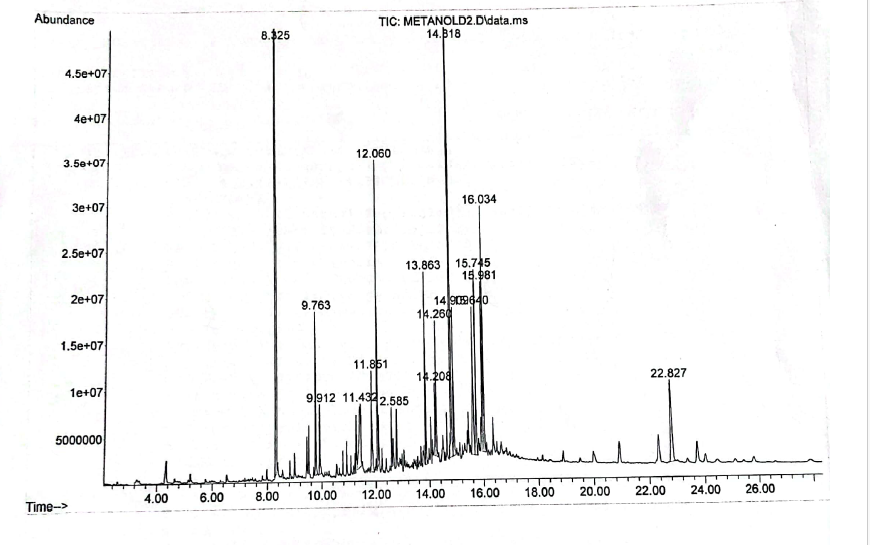 Abundance
TIC: METANOLD2.D\data.ms
8.325
14.818
4.5e+07
4e+07
12.060
3.5e+07
16.034
3e+07
13.863
15.745
15.981
2.5e+07
9.763
2e+07
14.260
1.5e+07
11.851
14.208
22.827
1e+07
9.912
11.432
2.585
5000000
4.00 6.00 8.00 10.00 12.00 14.00 16.00 18.00 20.00 22.00 24.00 26.00
Time-->